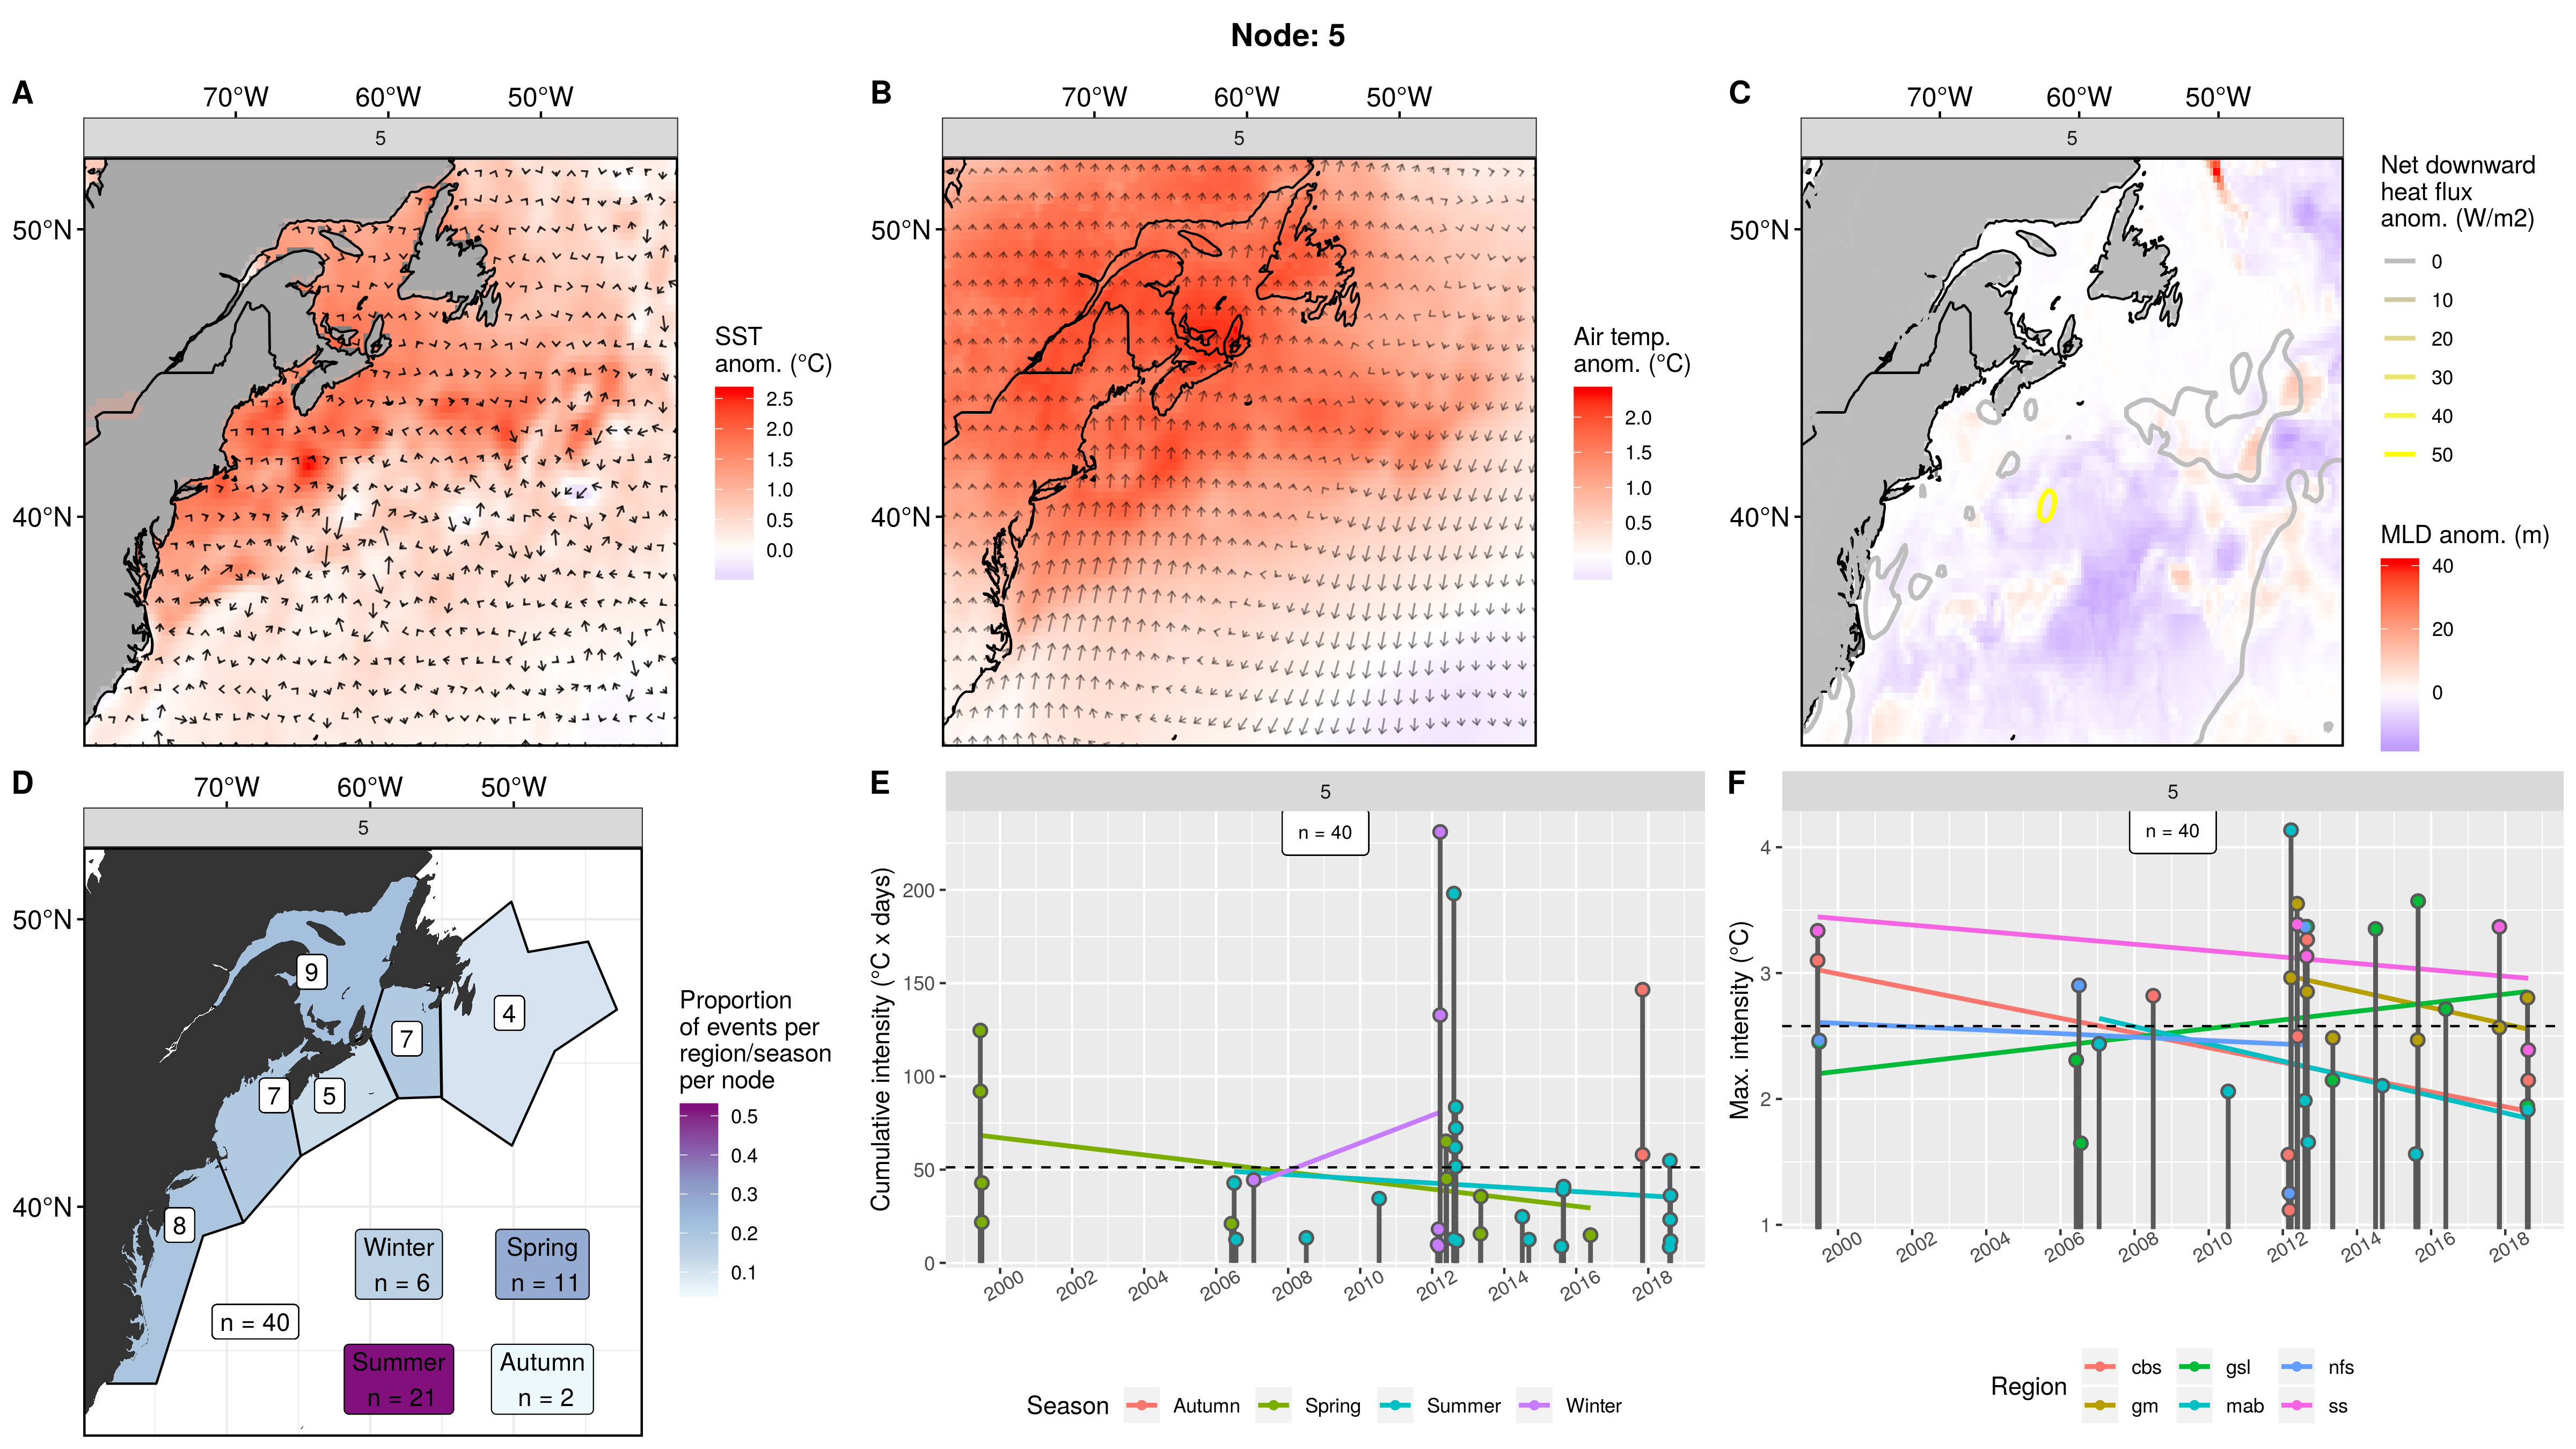 Node: 5
A
70°W 60°W 50°W
5
50°N
40°N
SST
anom. (°C)
2.5
2.0
1.5
1.0
0.5
0.0
B
70°W 60°W 50°W
5
50°N
40°N
Air temp.
anom. (°C)
2.0
1.5
1.0
0.5
0.0
C
70°W 60°W 50°W
5
50°N
40°N
Net downward
heat flux
anom. (W/m2)
0
10
20
30
40
50
MLD anom. (m)
40
20
0
D
70°W 60°W 50°W
5
50°N
40°N
9
7
4
7
5
8
Winter
n = 6
Spring
n = 11
n = 40
Summer
n = 21
Autumn
n = 2
Proportion
of events per
region/season
per node
0.5
0.4
0.3
0.2
0.1
E
5
n = 40
Cumulative intensity (°C x days)
200
150
100
50
0
2000 2002 2004 2006 2008 2010 2012 2014 2016 2018
Season Autumn Spring Summer Winter
F
5
n = 40
Max. intensity (°C)
4
3
2
1
2000 2002 2004 2006 2008 2010 2012 2014 2016 2018
Region
cbs gsl nfs
gm mab ss